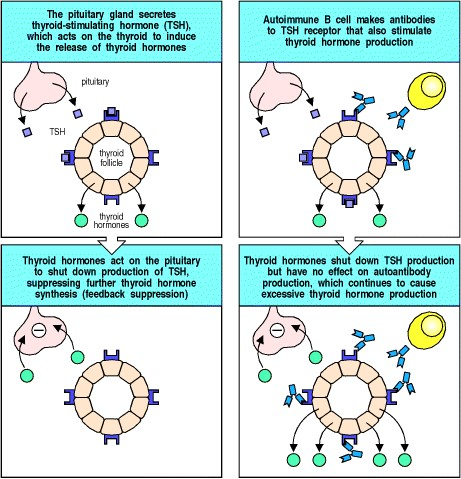 The pituitary gland secretes
thyroid-stimulating hormone (TSH),
which acts on the thyroid to induce
the release of thyroid hormones
pituitary
TSH
thyroid
follicle
thyroid
hormones
Autoimmune B cell makes antibodies
to TSH receptor that also stimulate
thyroid hormone production
Thyroid hormones act on the pituitary
to shut down production of TSH,
suppressing further thyroid hormone
synthesis (feedback suppression)
Thyroid hormones shut down TSH production
but have no effect on autoantibody
production, which continues to cause
excessive thyroid hormone production